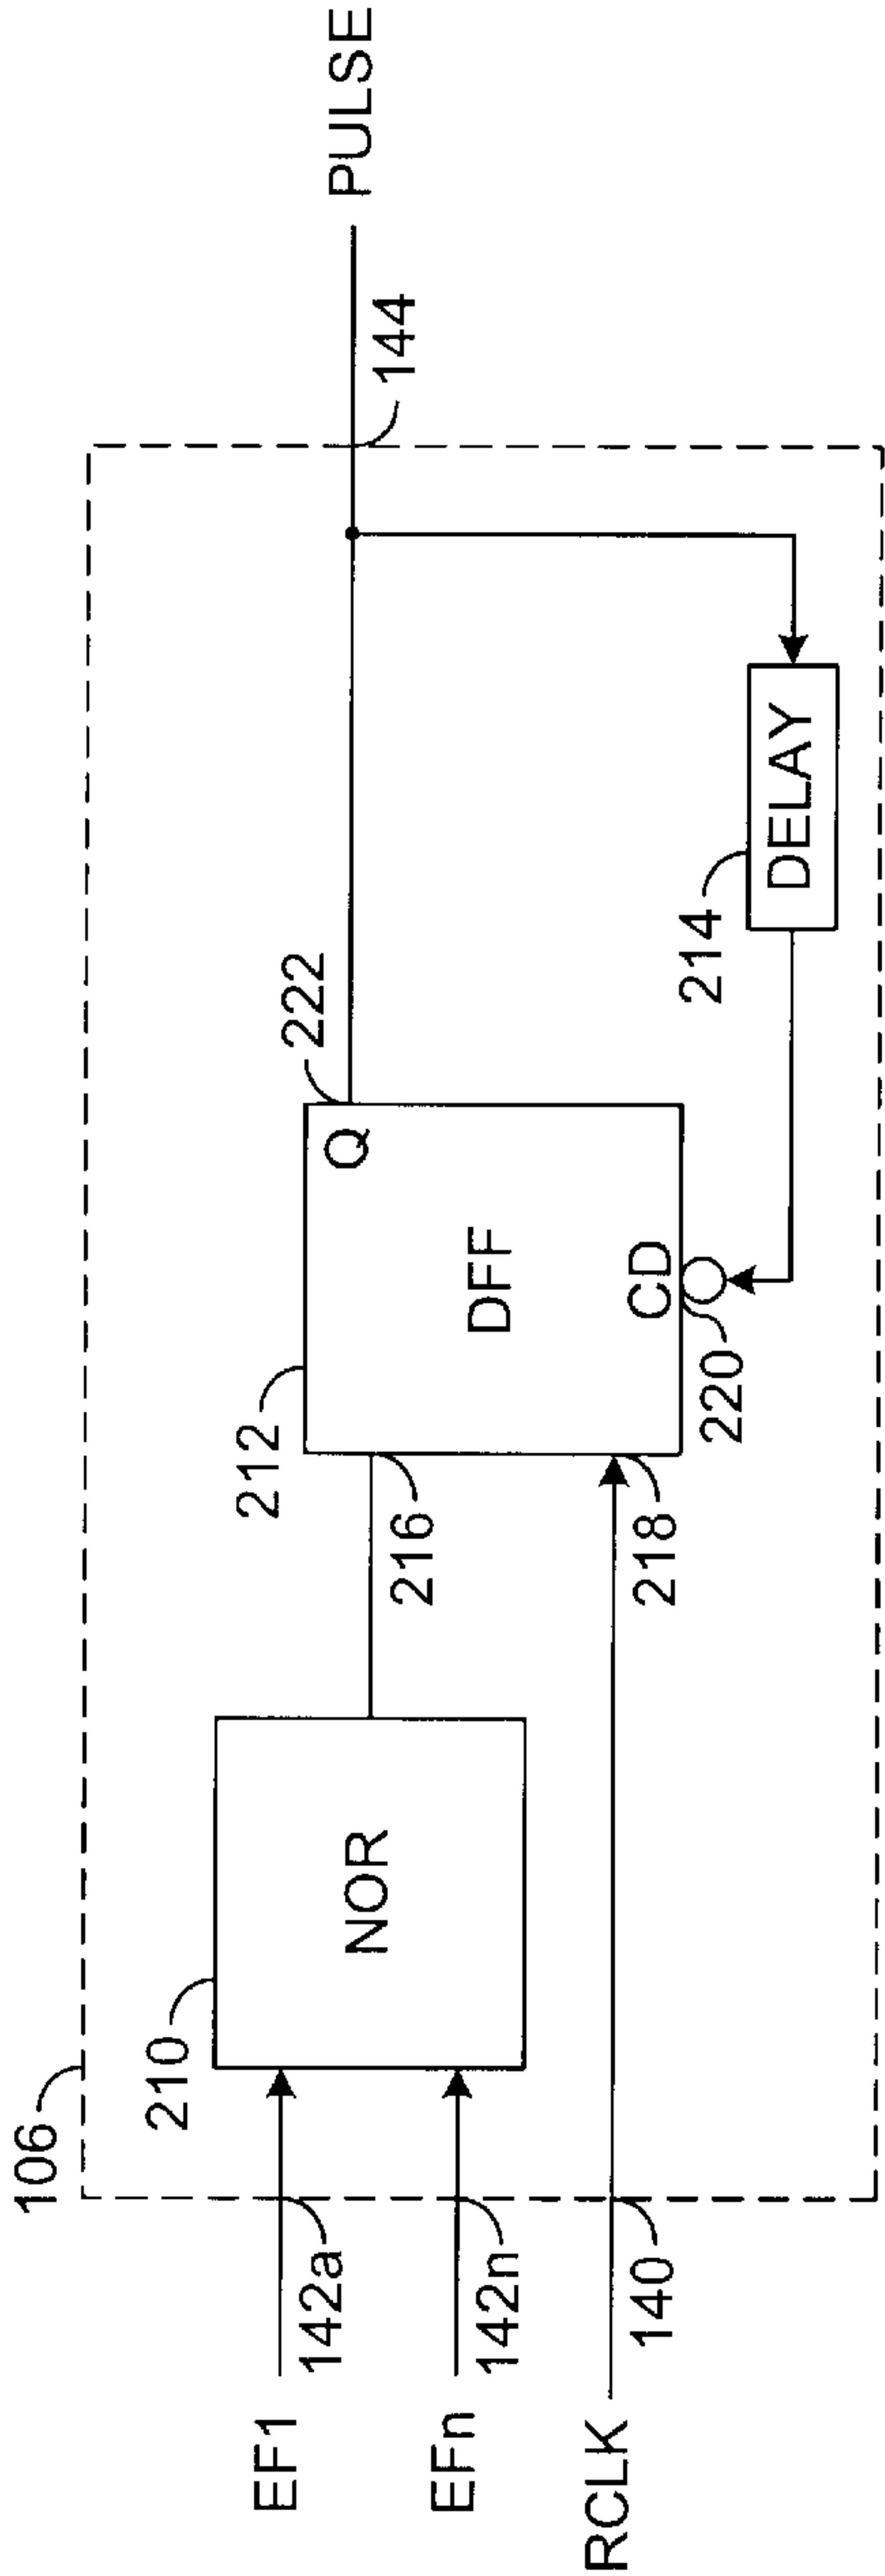 106
210
NOR
EF1
142a
EFn
142n
RCLK
140
212
216
218
DFF
Q
222
CD
220
214
DELAY
144
PULSE